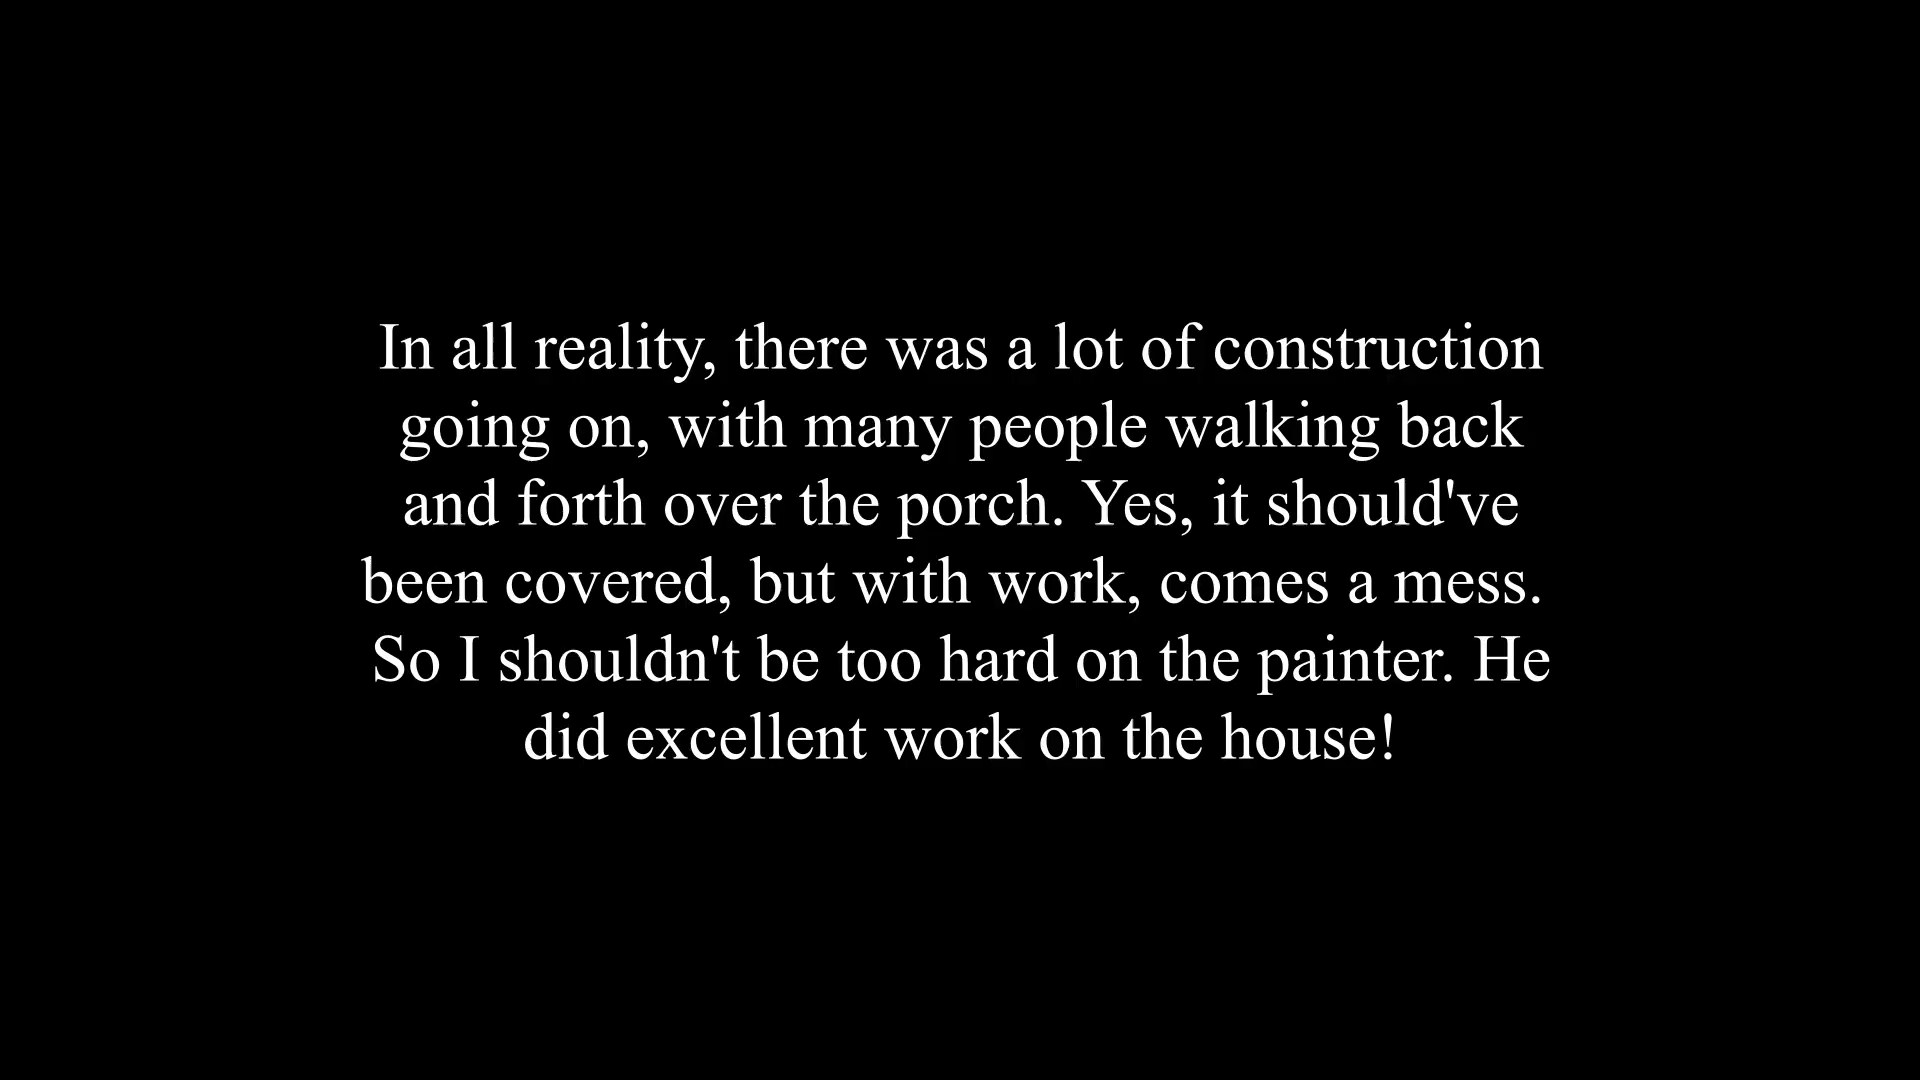 In all reality, there was a lot of construction
going on, with many people walking back
and forth over the porch. Yes, it should've
been covered, but with work, comes a mess.
So I shouldn't be too hard on the painter. He
did excellent work on the house!